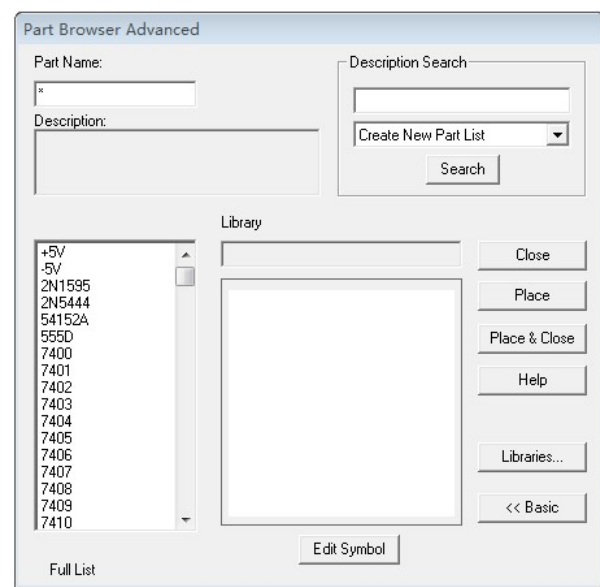 Part Browser Advanced
Part Name:
*
Description:
Description Search
Create New Part List
Search
Library
+5V
-5V
2N1595
2N5444
54152A
555D
7400
7401
7402
7403
7404
7405
7406
7407
7408
7409
7410
Full List
Close
Place
Place & Close
Help
Libraries...
<< Basic
Edit Symbol